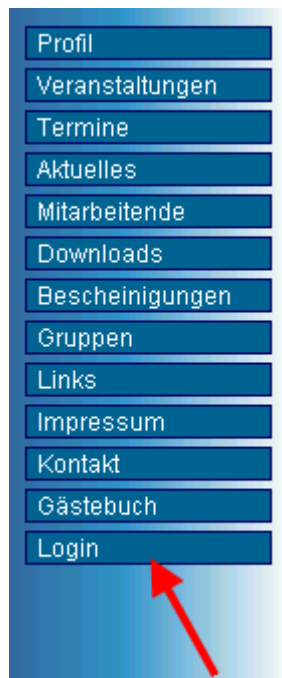 Profil
Veranstaltungen
Termine
Aktuelles
Mitarbeitende
Downloads
Bescheinigungen
Gruppen
Links
Impressum
Kontakt
Gästebuch
Login